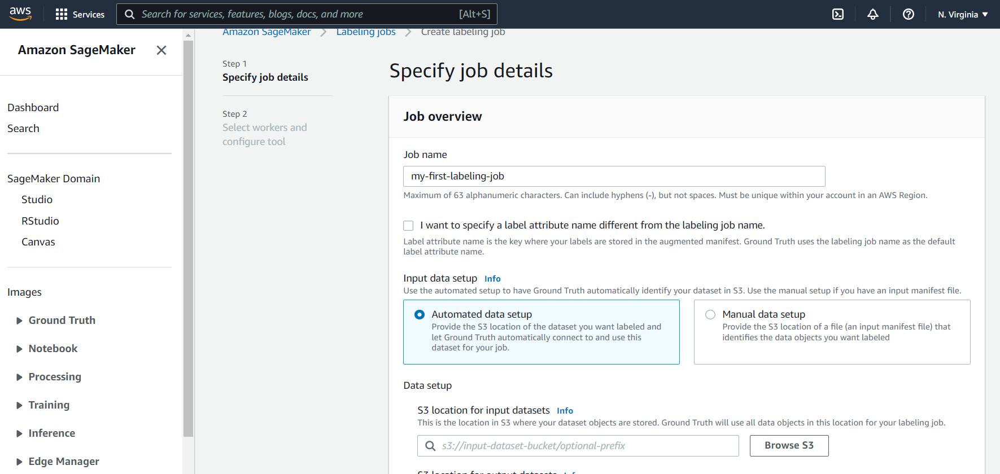 aws
Services
Search for services, features, blogs, docs, and more
[Alt+S]
N. Virginia
Amazon SageMaker
Dashboard
Search
SageMaker Domain
Studio
RStudio
Canvas
Images
Ground Truth
Notebook
Processing
Training
Inference
Edge Manager
Amazon SageMaker
Labeling jobs
Create labeling job
Step 1
Specify job details
Step 2
Select workers and
configure tool
Specify job details
Job overview
Job name
my-first-labeling-job
Maximum of 63 alphanumeric characters. Can include hyphens (-), but not spaces. Must be unique within your account in an AWS Region.
I want to specify a label attribute name different from the labeling job name.
Label attribute name is the key where your labels are stored in the augmented manifest. Ground Truth uses the labeling job name as the default
label attribute name.
Input data setup Info
Use the automated setup to have Ground Truth automatically identify your dataset in S3. Use the manual setup if you have an input manifest file.
Automated data setup
Provide the S3 location of the dataset you want labeled and
let Ground Truth automatically connect to and use this
dataset for your job.
Manual data setup
Provide the S3 location of a file (an input manifest file) that
identifies the data objects you want labeled
Data setup
S3 location for input datasets Info
This is the location in S3 where your dataset objects are stored. Ground Truth will use all data objects in this location for your labeling job.
s3://input-dataset-bucket/optional-prefix
Browse S3
S3 location for output datasets Info